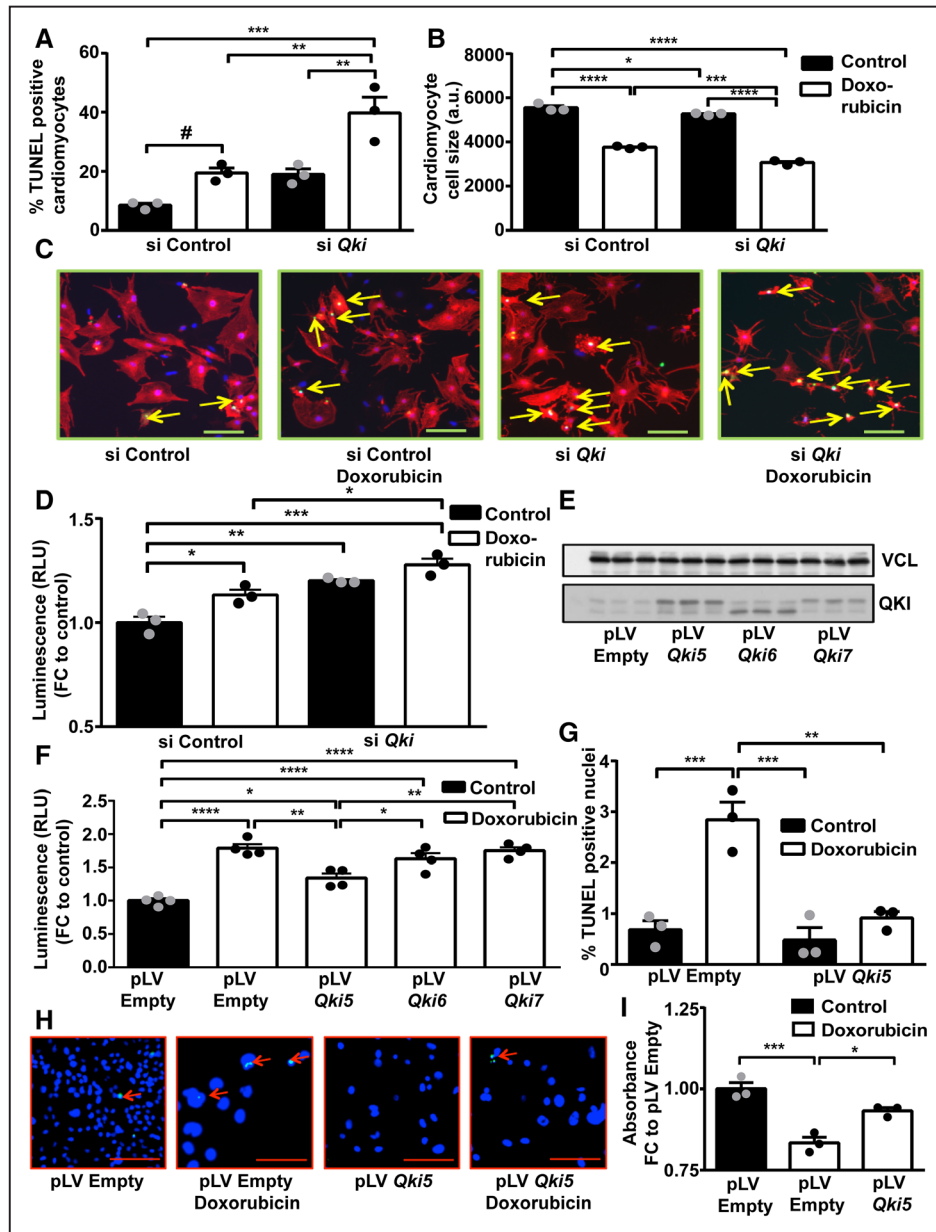 A
% TUNEL positive
cardiomyocytes
60
40
20
0
***
**
**
#
si Control
si Qki
B
Cardiomyocyte
cell size (a.u.)
8000
6000
4000
2000
0
****
*
****
***
****
Control
Doxo-
rubicin
si Control
si Qki
C
si Control
si Control
Doxorubicin
si Qki
si Qki
Doxorubicin
D
Luminescence (RLU)
(FC to control)
1.5
1.0
0.5
*
***
**
*
Control
Doxo-
rubicin
si Control
si Qki
E
VCL
QKI
pLV
Empty
pLV
Qki5
pLV
Qki6
pLV
Qki7
F
Luminescence (RLU)
(FC to control)
2.5
2.0
1.5
1.0
0.5
0.0
****
****
*
**
****
**
*
Control
Doxorubicin
pLV
Empty
pLV
Empty
pLV
Qki5
pLV
Qki6
pLV
Qki7
G
% TUNEL positive nuclei
4
3
2
1
0
**
***
***
Control
Doxorubicin
pLV Empty
pLV Qki5
H
pLV Empty
pLV Empty
Doxorubicin
pLV Qki5
pLV Qki5
Doxorubicin
I
Absorbance
FC to pLV Empty
1.25
1.00
0.75
***
*
Control
Doxorubicin
pLV
Empty
pLV
Empty
pLV
Qki5